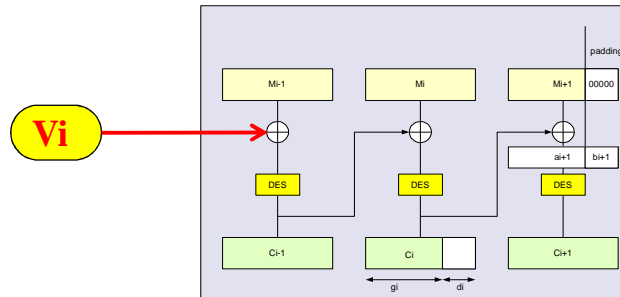 padding
Mi-1
Mi
Mi+1
00000
Vi
ai+1
bi+1
DES
DES
DES
Ci-1
Ci
Ci+1
gi
di